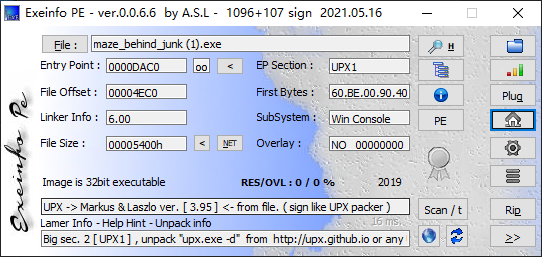 Exeinfo PE - ver.0.0.6.6 by A.S.L - 1096+107 sign 2021.05.16
File : maze_behind_junk (1).exe
H
Entry Point : 0000DAC0 oo < EP Section : UPX1
File Offset : 00004EC0 First Bytes : 60.BE.00.90.40 Plug
Linker Info : 6.00 SubSystem : Win Console PE
File Size : 00005400h < NET Overlay : NO 00000000
Exeinfo Pe
Image is 32bit executable RES/OVL : 0 / 0 % 2019
UPX -> Markus & Laszlo ver. [ 3.95 ] <- from file. ( sign like UPX packer ) Scan / t Rip
Lamer Info - Help Hint - Unpack info 16 ms.
Big sec. 2 [ UPX1 ] , unpack "upx.exe -d" from http://upx.github.io or any >>